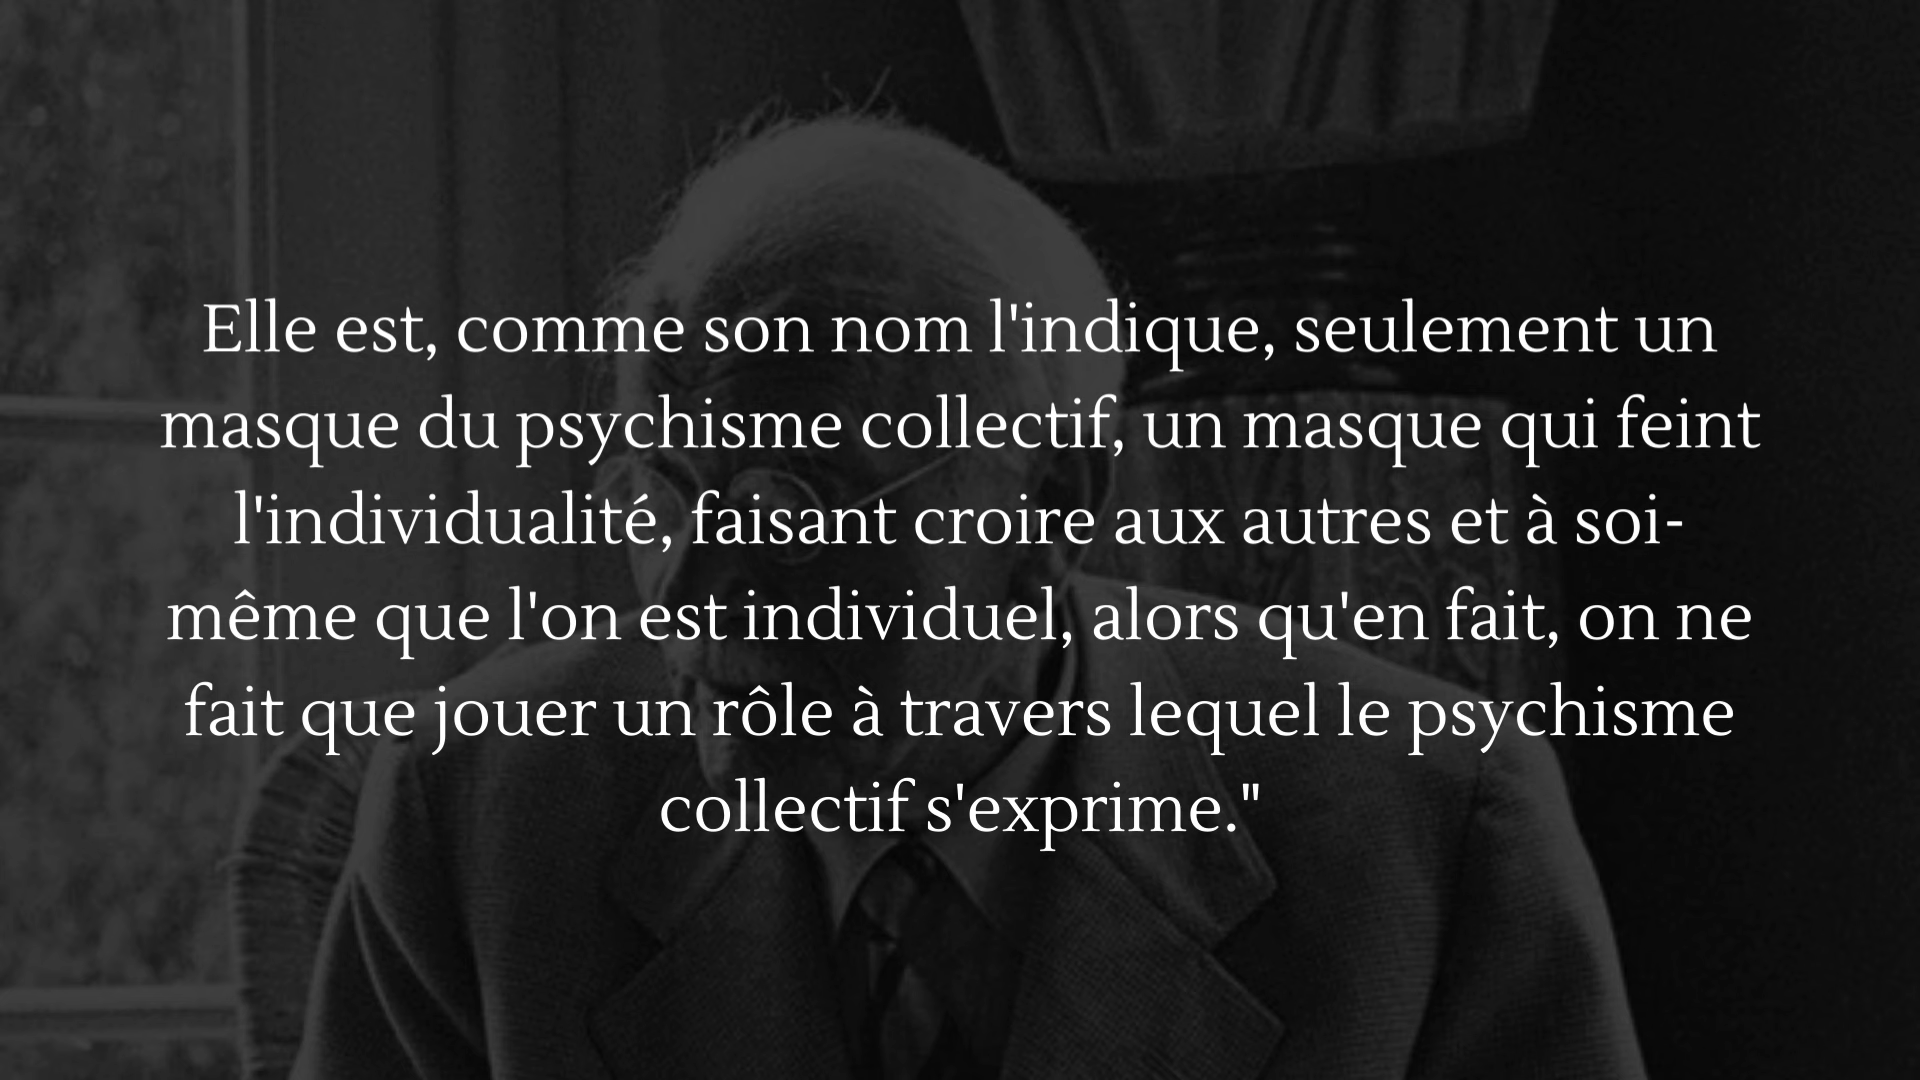 Elle est, comme son nom l'indique, seulement un
masque du psychisme collectif, un masque qui feint
l'individualité, faisant croire aux autres et à soi-
même que l'on est individuel, alors qu'en fait, on ne
fait que jouer un rôle à travers lequel le psychisme
collectif s'exprime."